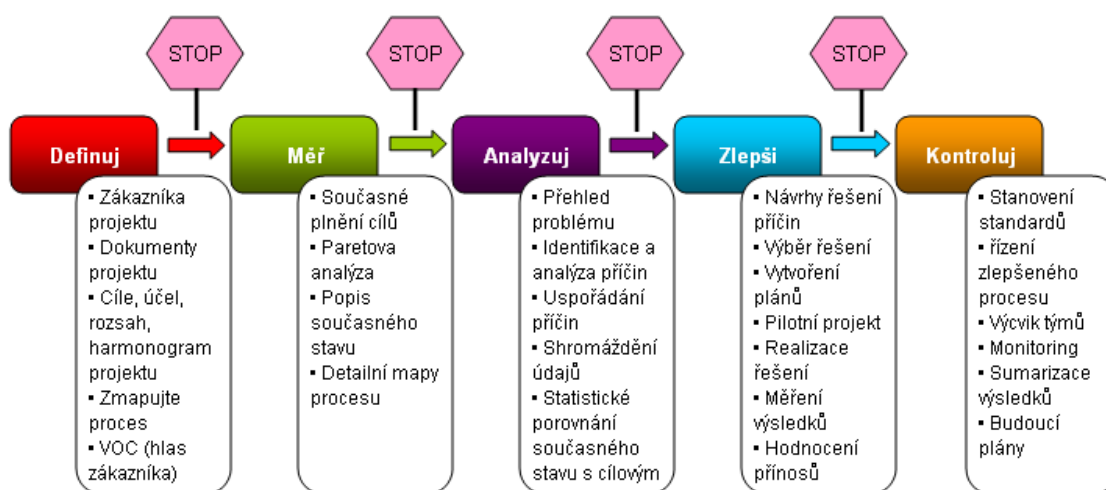 STOP
STOP
STOP
STOP
Definuj
Měř
Analyzuj
Zlepši
Kontroluj
▪ Zákazníka
projektu
▪ Dokumenty
projektu
▪ Cíle, účel,
rozsah,
harmonogram
projektu
▪ Zmapujte
proces
▪ VOC (hlas
zákazníka)
▪ Současné
plnění cílů
▪ Paretova
analýza
▪ Popis
současného
stavu
▪ Detailní mapy
procesu
▪ Přehled
problému
▪ Identifikace a
analýza příčin
▪ Uspořádání
příčin
▪ Shromáždění
údajů
▪ Statistické
porovnání
současného
stavu s cílovým
▪ Návrhy řešení
příčin
▪ Výběr řešení
▪ Vytvoření
plánů
▪ Pilotní projekt
▪ Realizace
řešení
▪ Měření
výsledků
▪ Hodnocení
přínosů
▪ Stanovení
standardů
▪ řízení
zlepšeného
procesu
▪ Výcvik týmů
▪ Monitoring
▪ Sumarizace
výsledků
▪ Budoucí
plány